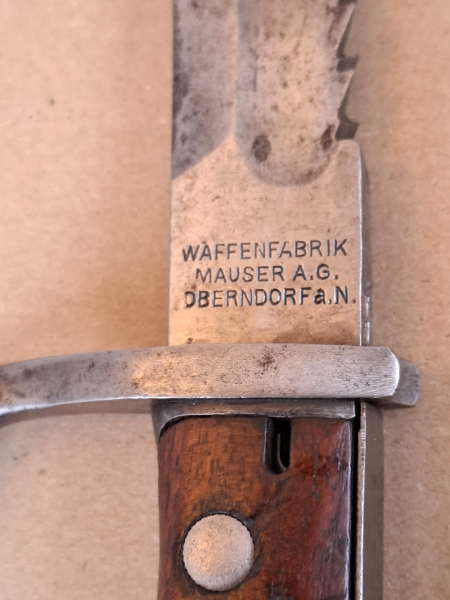 WAFFENFABRIK
MAUSER A.G.
OBERNDORF a. N.